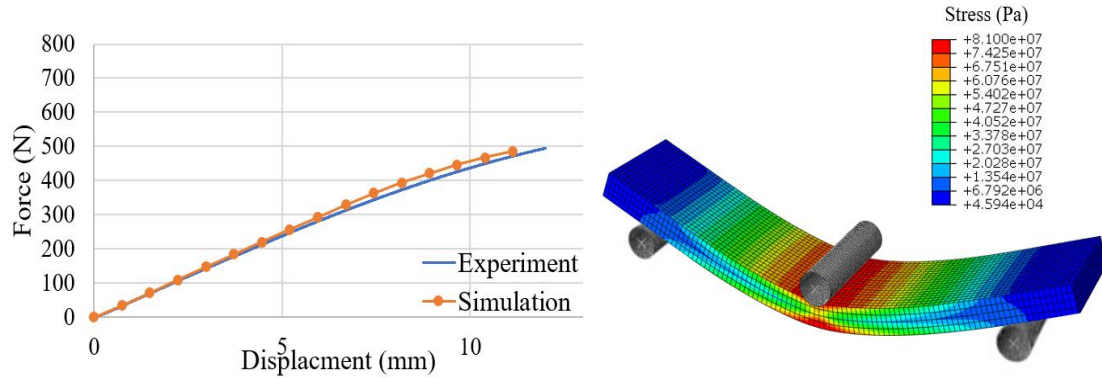 800
700
600
500
400
300
200
100
0
Force (N)
0
5
10
Displacment (mm)
Experiment
Simulation
Stress (Pa)
+8.100e+07
+7.425e+07
+6.751e+07
+6.076e+07
+5.402e+07
+4.727e+07
+4.052e+07
+3.378e+07
+2.703e+07
+2.028e+07
+1.354e+07
+6.792e+06
+4.594e+04